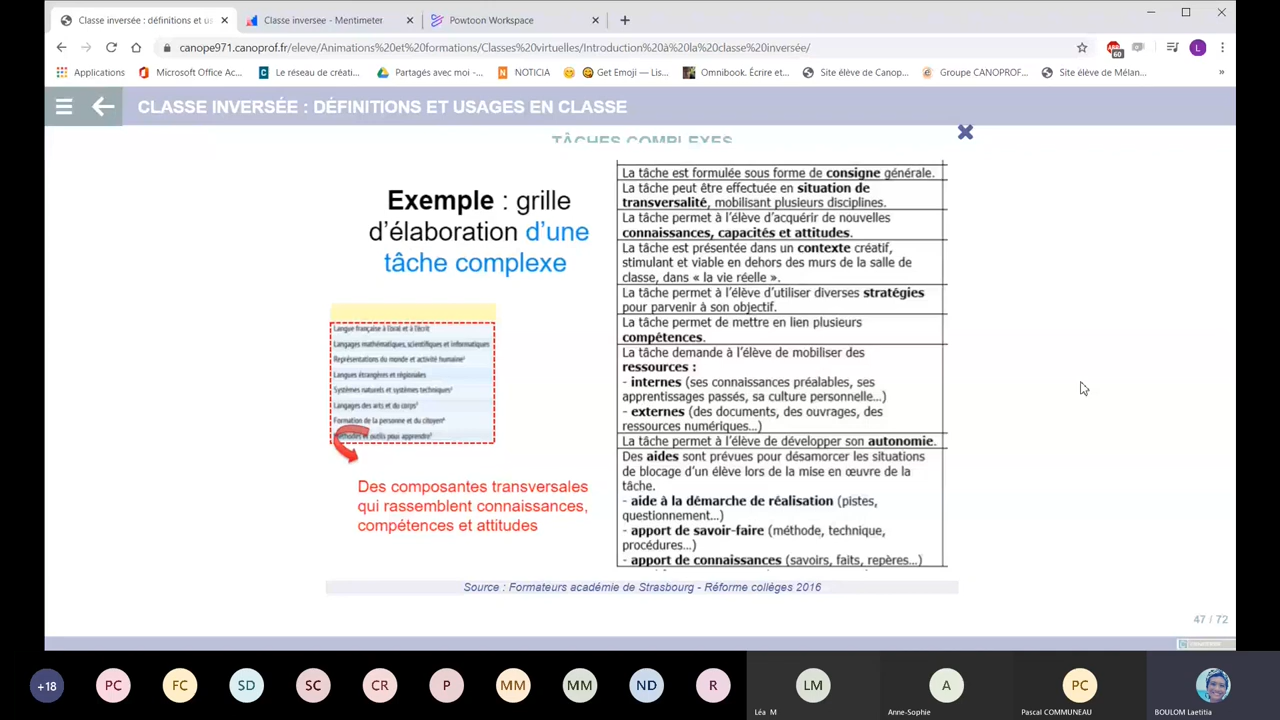 Classe inversée : définitions et us
Classe inversee - Mentimeter
Powtoon Workspace
canope971.canoprof.fr/eleve/Animations%20et%20formations/Classes%20virtuelles/Introduction%20à%20la%20classe%20inversée/
60
L
Applications
Microsoft Office Ac...
Le réseau de créati...
Partagés avec moi -...
NOTICIA
Get Emoji — Lis...
Omnibook. Écrire et...
Site élève de Canop...
Groupe CANOPROF...
Site élève de Mélan...
»
CLASSE INVERSÉE : DÉFINITIONS ET USAGES EN CLASSE
TÂCHES COMPLEXES
Exemple : grille
d'élaboration d'une
tâche complexe
Langue française à l'oral et à l'écrit
Langages mathématiques, scientifiques et informatiques
Représentations du monde et activité humaine
Langues étrangères et régionales
Systèmes naturels et systèmes techniques
Langages des arts et du corps
Formation de la personne et du citoyen
Méthodes et outils pour apprendre
Des composantes transversales
qui rassemblent connaissances,
compétences et attitudes
La tâche est formulée sous forme de consigne générale.
La tâche peut être effectuée en situation de
transversalité, mobilisant plusieurs disciplines.
La tâche permet à l'élève d'acquérir de nouvelles
connaissances, capacités et attitudes.
La tâche est présentée dans un contexte créatif,
stimulant et viable en dehors des murs de la salle de
classe, dans « la vie réelle ».
La tâche permet à l'élève d'utiliser diverses stratégies
pour parvenir à son objectif.
La tâche permet de mettre en lien plusieurs
compétences.
La tâche demande à l'élève de mobiliser des
ressources :
- internes (ses connaissances préalables, ses
apprentissages passés, sa culture personnelle...)
- externes (des documents, des ouvrages, des
ressources numériques...)
La tâche permet à l'élève de développer son autonomie.
Des aides sont prévues pour désamorcer les situations
de blocage d'un élève lors de la mise en œuvre de la
tâche.
- aide à la démarche de réalisation (pistes,
questionnement...)
- apport de savoir-faire (méthode, technique,
procédures...)
- apport de connaissances (savoirs, faits, repères...)
Source : Formateurs académie de Strasbourg - Réforme collèges 2016
47 / 72
+18
PC
FC
SD
SC
CR
P
MM
MM
ND
R
LM
A
PC
Léa M
Anne-Sophie
Pascal COMMUNEAU
BOULOM Laetitia